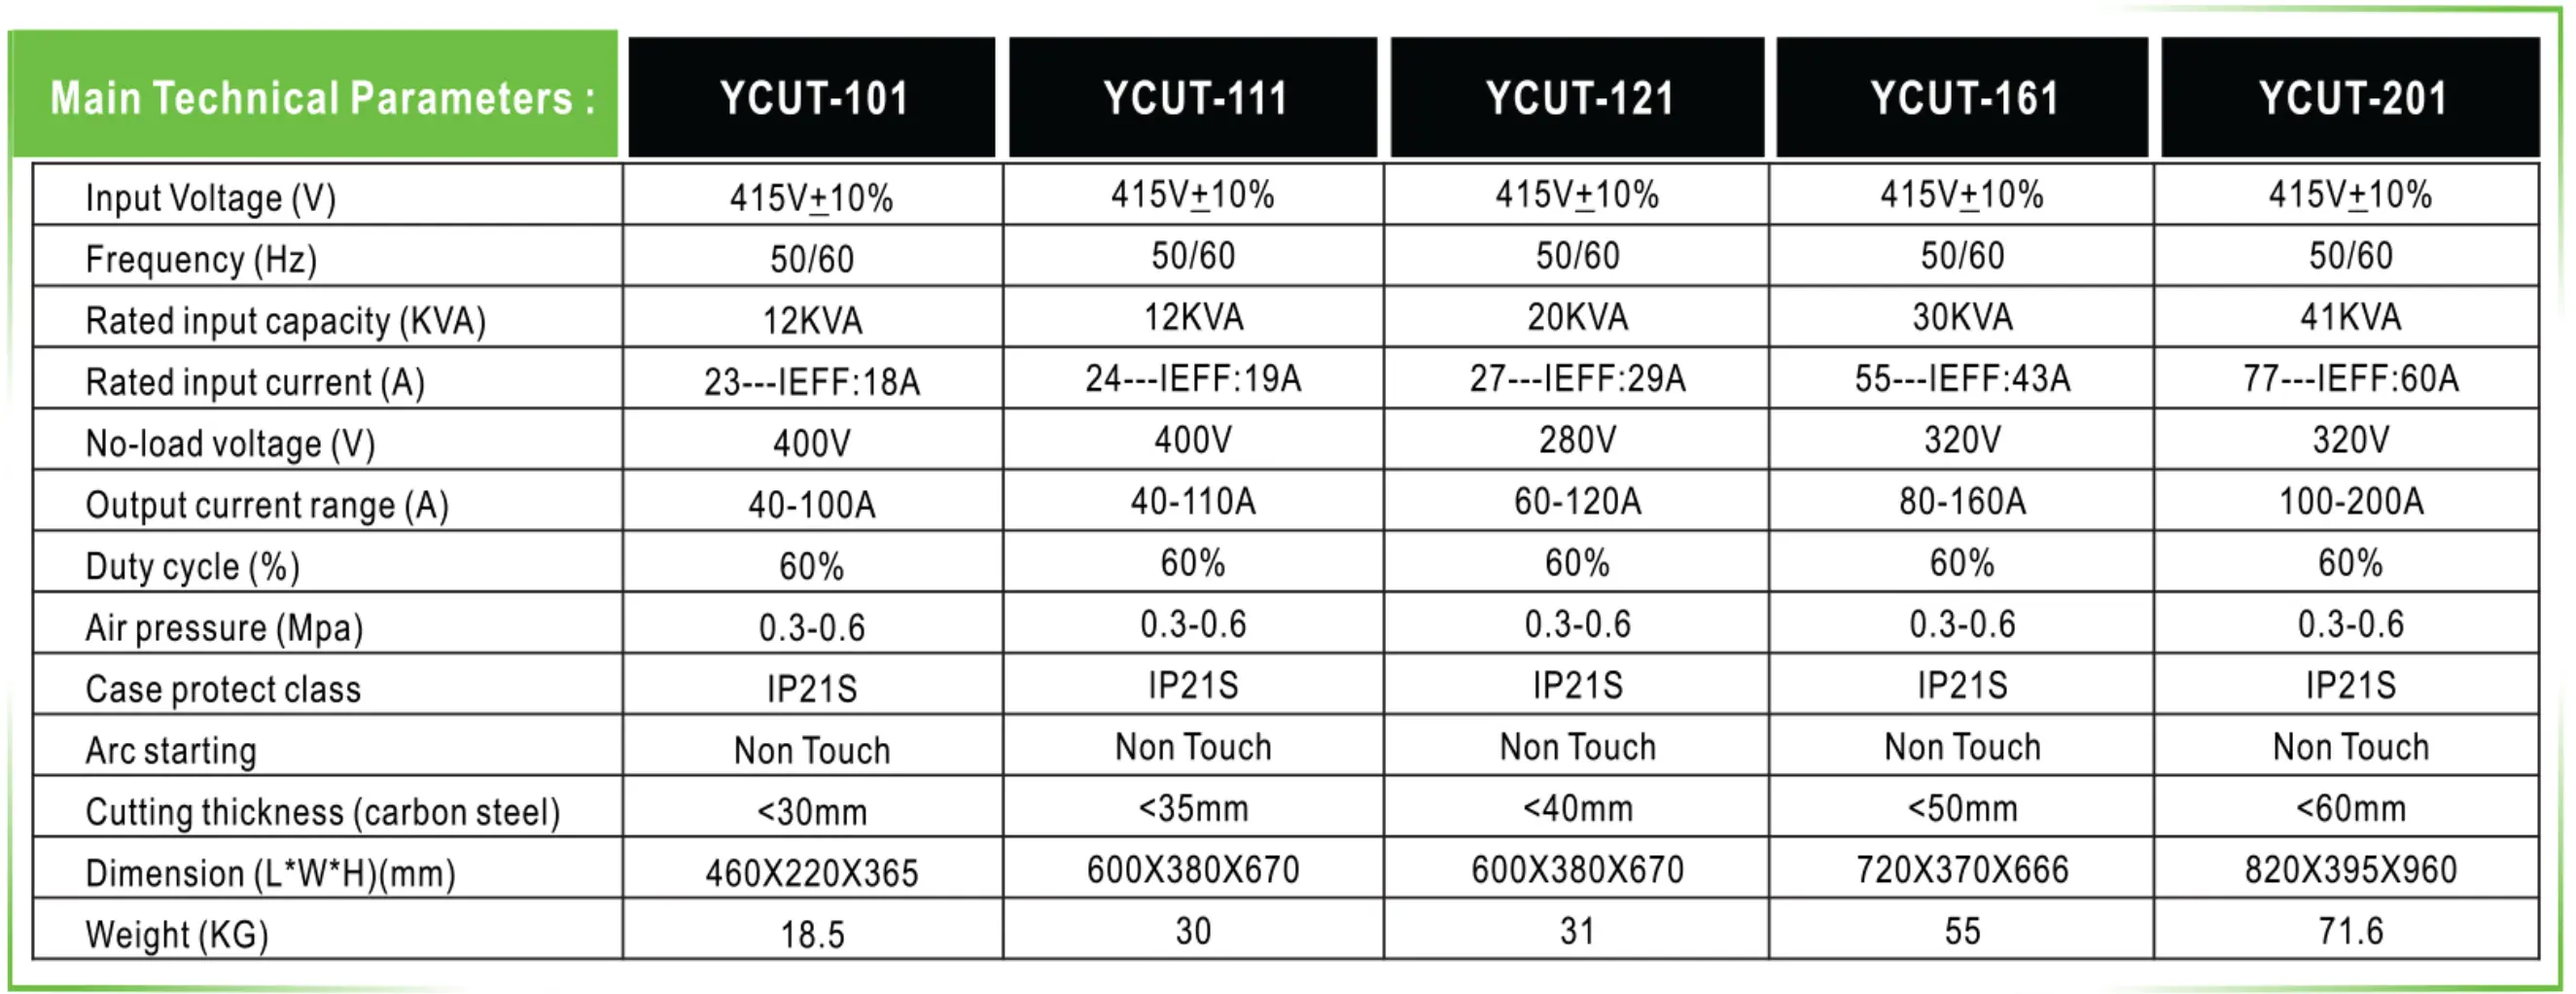 Main Technical Parameters : YCUT-101 YCUT-111 YCUT-121 YCUT-161 YCUT-201
Input Voltage (V) 415V±10% 415V±10% 415V±10% 415V±10% 415V±10%
Frequency (Hz) 50/60 50/60 50/60 50/60 50/60
Rated input capacity (KVA) 12KVA 12KVA 20KVA 30KVA 41KVA
Rated input current (A) 23---IEFF:18A 24---IEFF:19A 27---IEFF:29A 55---IEFF:43A 77---IEFF:60A
No-load voltage (V) 400V 400V 280V 320V 320V
Output current range (A) 40-100A 40-110A 60-120A 80-160A 100-200A
Duty cycle (%) 60% 60% 60% 60% 60%
Air pressure (Mpa) 0.3-0.6 0.3-0.6 0.3-0.6 0.3-0.6 0.3-0.6
Case protect class IP21S IP21S IP21S IP21S IP21S
Arc starting Non Touch Non Touch Non Touch Non Touch Non Touch
Cutting thickness (carbon steel) <30mm <35mm <40mm <50mm <60mm
Dimension (L*W*H)(mm) 460X220X365 600X380X670 600X380X670 720X370X666 820X395X960
Weight (KG) 18.5 30 31 55 71.6